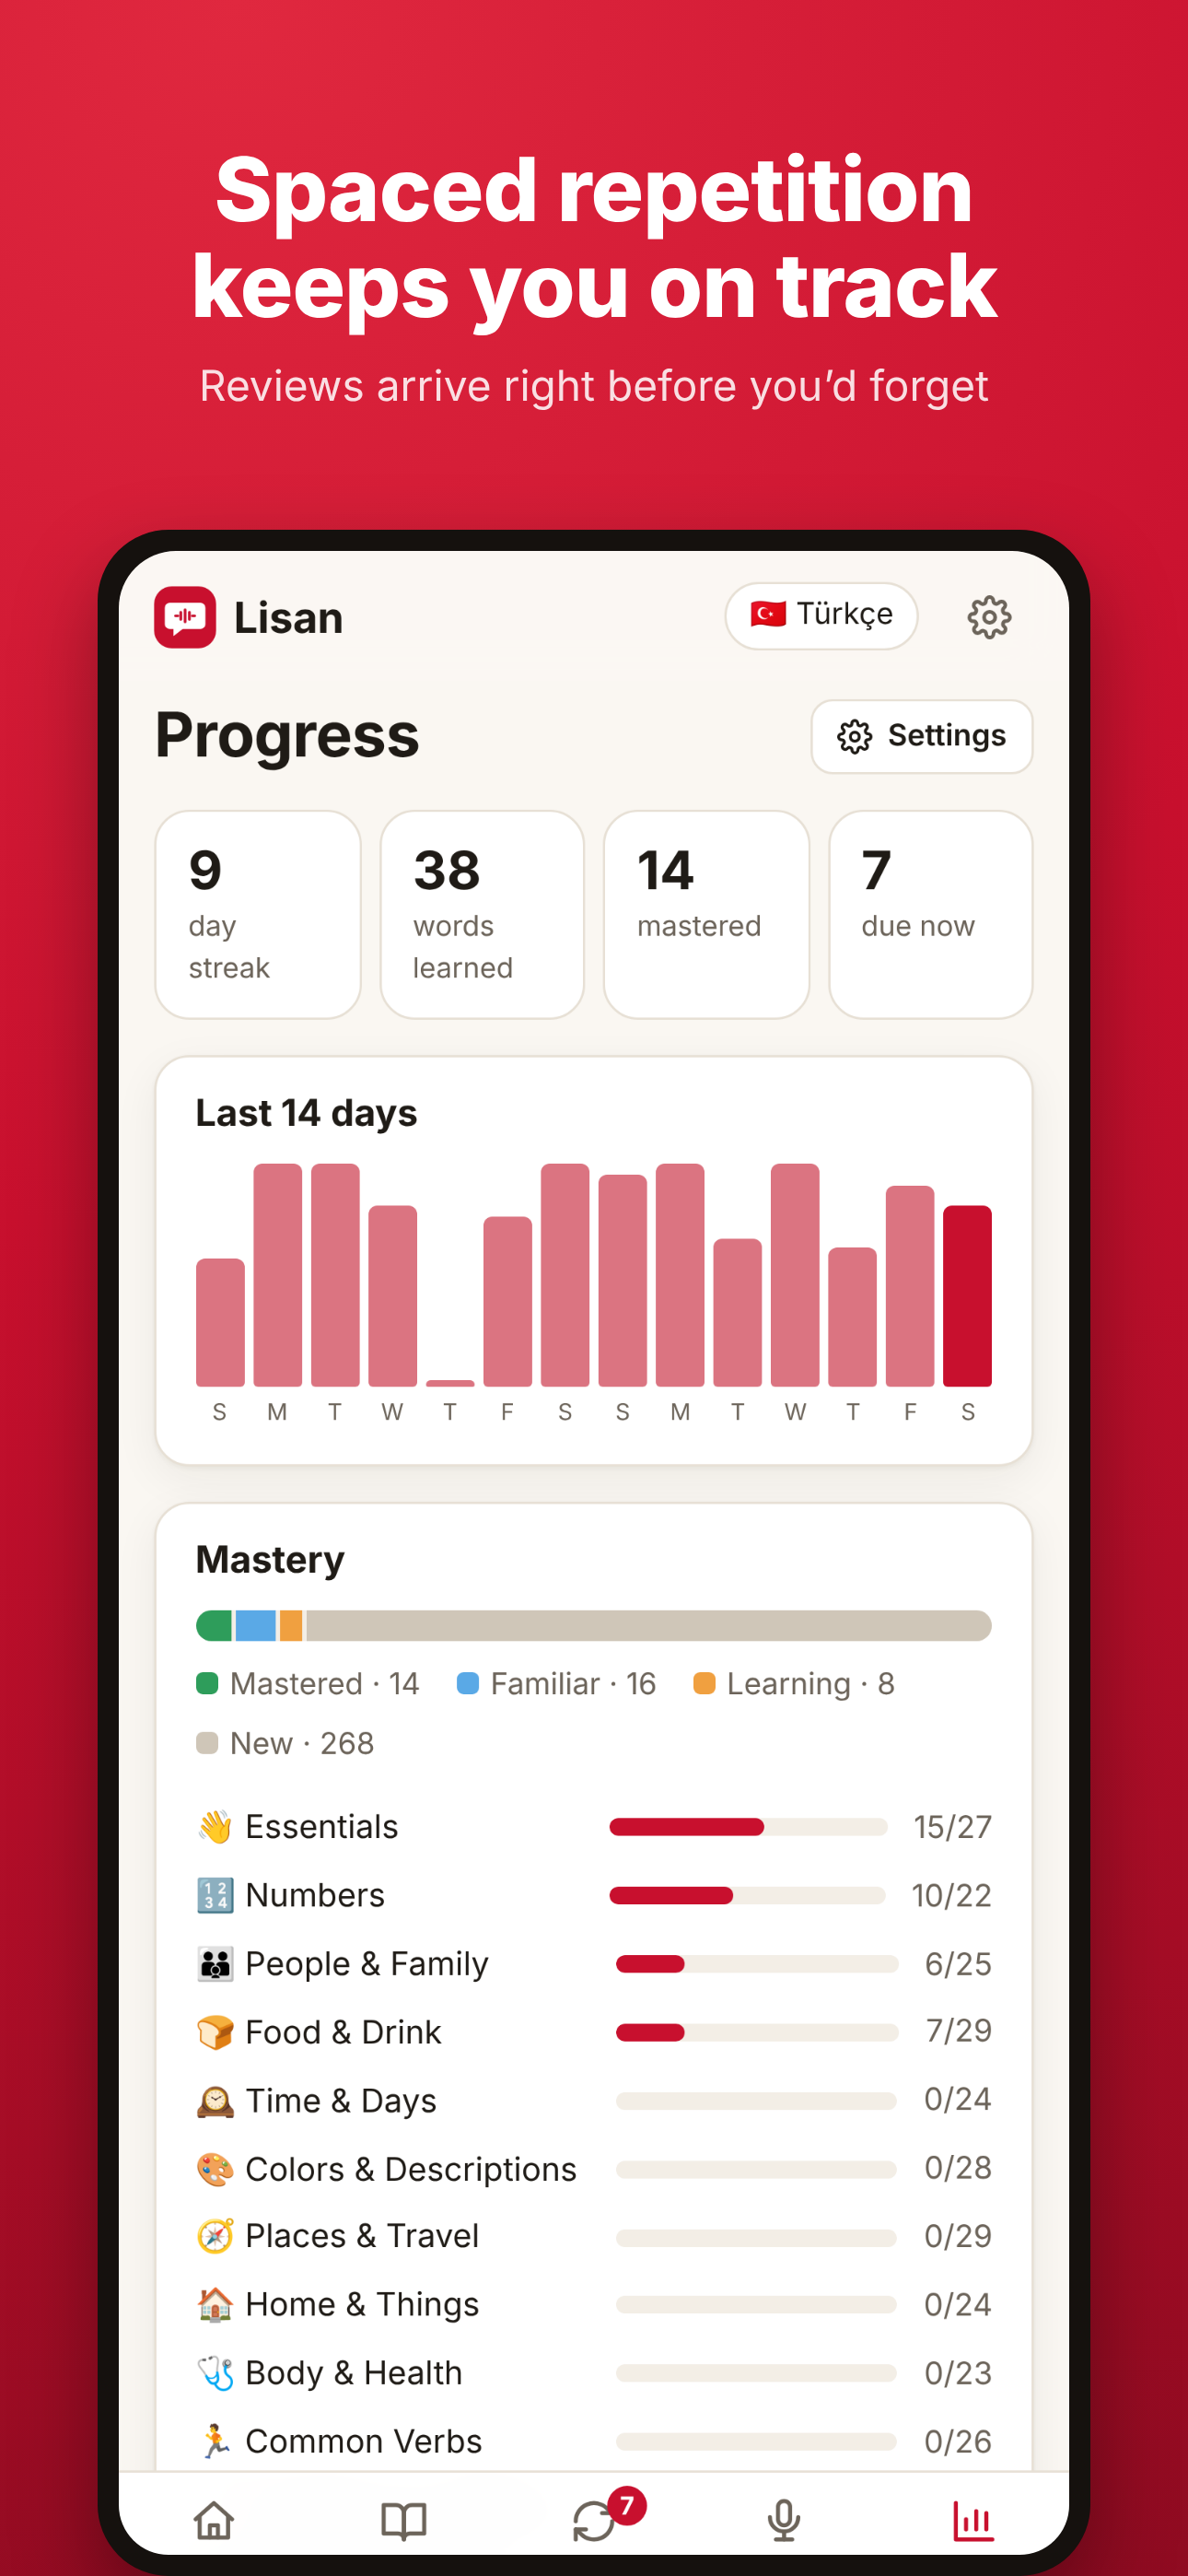 Spaced repetition
keeps you on track
Reviews arrive right before you’d forget
Lisan
Türkçe
Progress
Settings
9
day
streak
38
words
learned
14
mastered
7
due now
Last 14 days
S M T W T F S S M T W T F S
Mastery
Mastered · 14 Familiar · 16 Learning · 8
New · 268
Essentials 15/27
Numbers 10/22
People & Family 6/25
Food & Drink 7/29
Time & Days 0/24
Colors & Descriptions 0/28
Places & Travel 0/29
Home & Things 0/24
Body & Health 0/23
Common Verbs 0/26
7